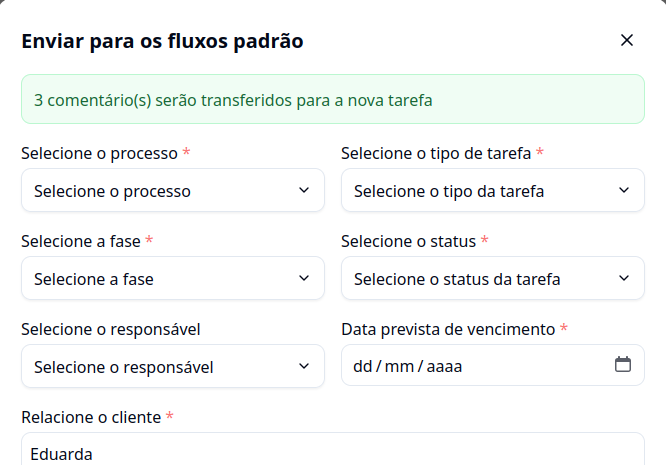 Enviar para os fluxos padrão
3 comentário(s) serão transferidos para a nova tarefa
Selecione o processo *
Selecione o tipo de tarefa *
Selecione o processo
Selecione o tipo da tarefa
Selecione a fase *
Selecione o status *
Selecione a fase
Selecione o status da tarefa
Selecione o responsável
Data prevista de vencimento *
Selecione o responsável
dd/mm/aaaa
Relacione o cliente *
Eduarda